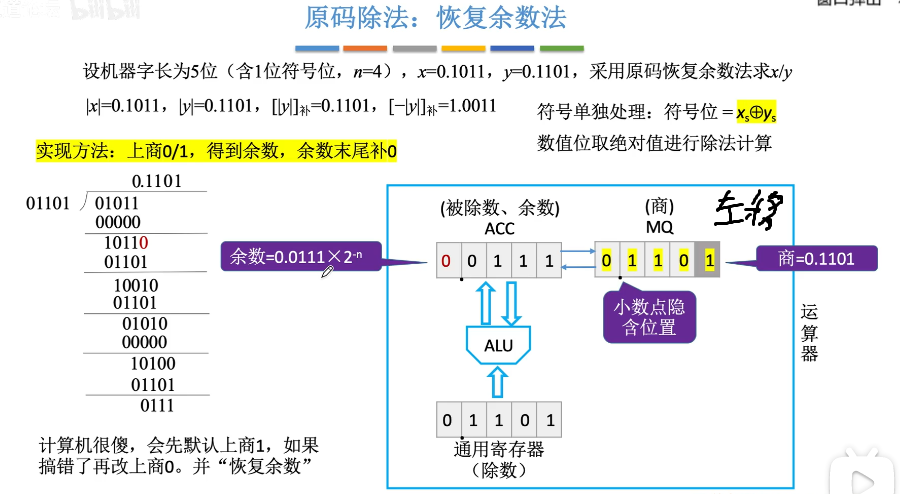 bilibili
原码除法：恢复余数法
设机器字长为5位（含1位符号位，n=4），x=0.1011，y=0.1101，采用原码恢复余数法求x/y
|x|=0.1011，|y|=0.1101，[|y|]补=0.1101，[−|y|]补=1.0011
符号单独处理：符号位 = xs⊕ys
数值位取绝对值进行除法计算
实现方法：上商0/1，得到余数，余数末尾补0
0.1101
01101 01011
00000
10110
01101
10010
01101
01010
00000
10100
01101
0111
计算机很傻，会先默认上商1，如果
搞错了再改上商0。并“恢复余数”
(被除数、余数)
ACC
(商)
MQ
左移
余数=0.0111×2-n
0 0 1 1 1
0 1 1 0 1
商=0.1101
小数点隐
含位置
ALU
运
算
器
0 1 1 0 1
通用寄存器
（除数）